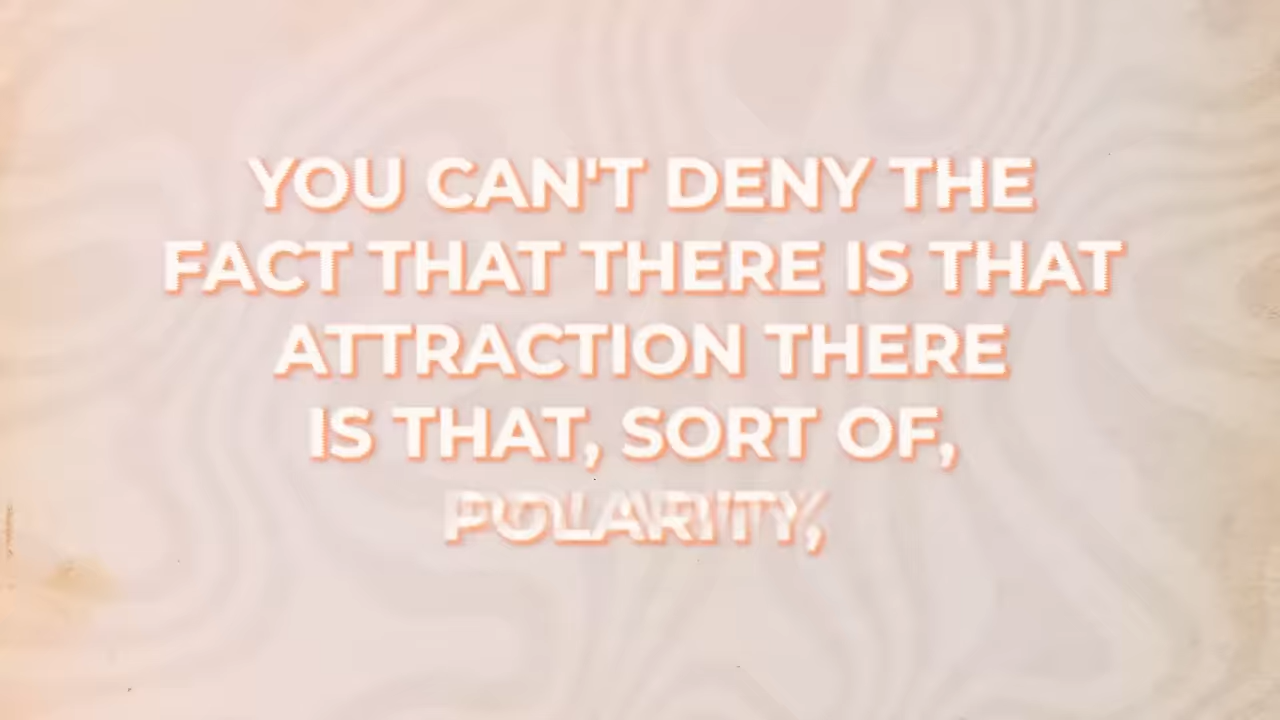 YOU CAN'T DENY THE
FACT THAT THERE IS THAT
ATTRACTION THERE
IS THAT, SORT OF,
POLARITY,